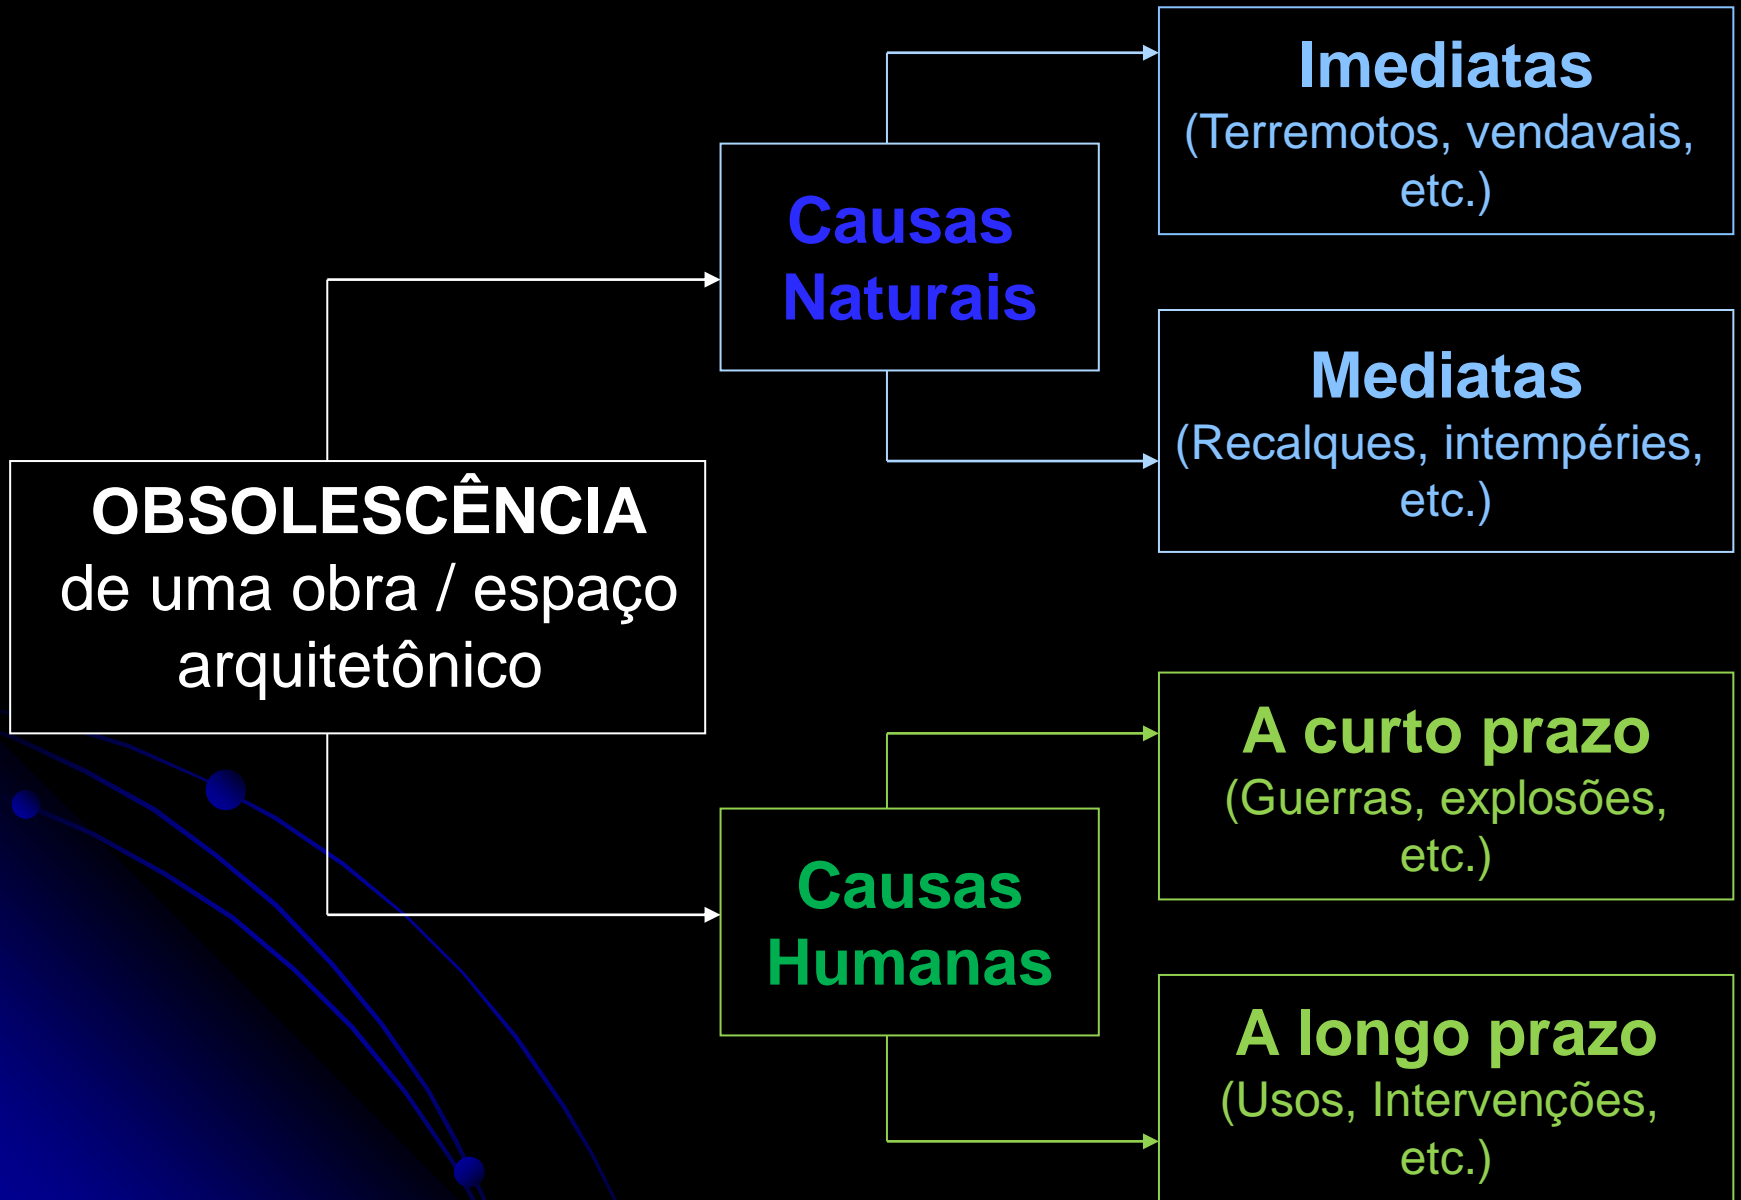 OBSOLESCÊNCIA
de uma obra / espaço
arquitetônico
Causas
Naturais
Imediatas
(Terremotos, vendavais,
etc.)
Mediatas
(Recalques, intempéries,
etc.)
Causas
Humanas
A curto prazo
(Guerras, explosões,
etc.)
A longo prazo
(Usos, Intervenções,
etc.)